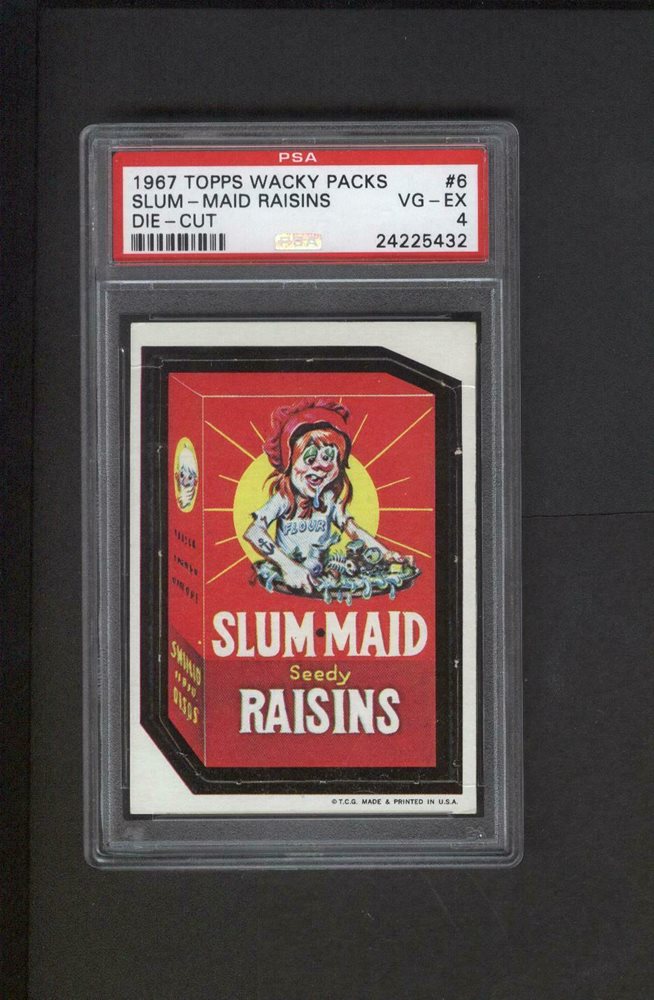 PSA
1967 TOPPS WACKY PACKS #6
SLUM-MAID RAISINS VG-EX
DIE-CUT 4
PSA
24225432
FLOUR
SLUM•MAID
Seedy
RAISINS
© T.C.G. MADE & PRINTED IN U.S.A.